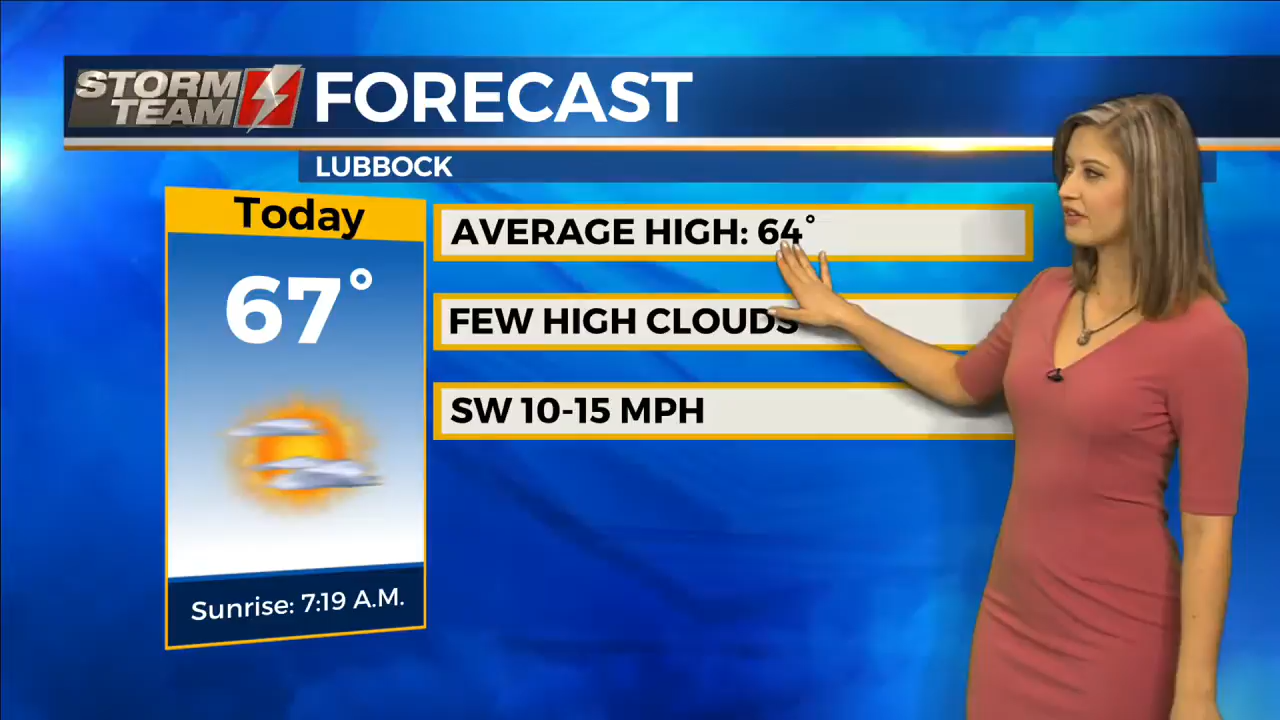 STORM
TEAM
FORECAST
LUBBOCK
Today
67°
Sunrise: 7:19 A.M.
AVERAGE HIGH: 64°
FEW HIGH CLOUDS
SW 10-15 MPH